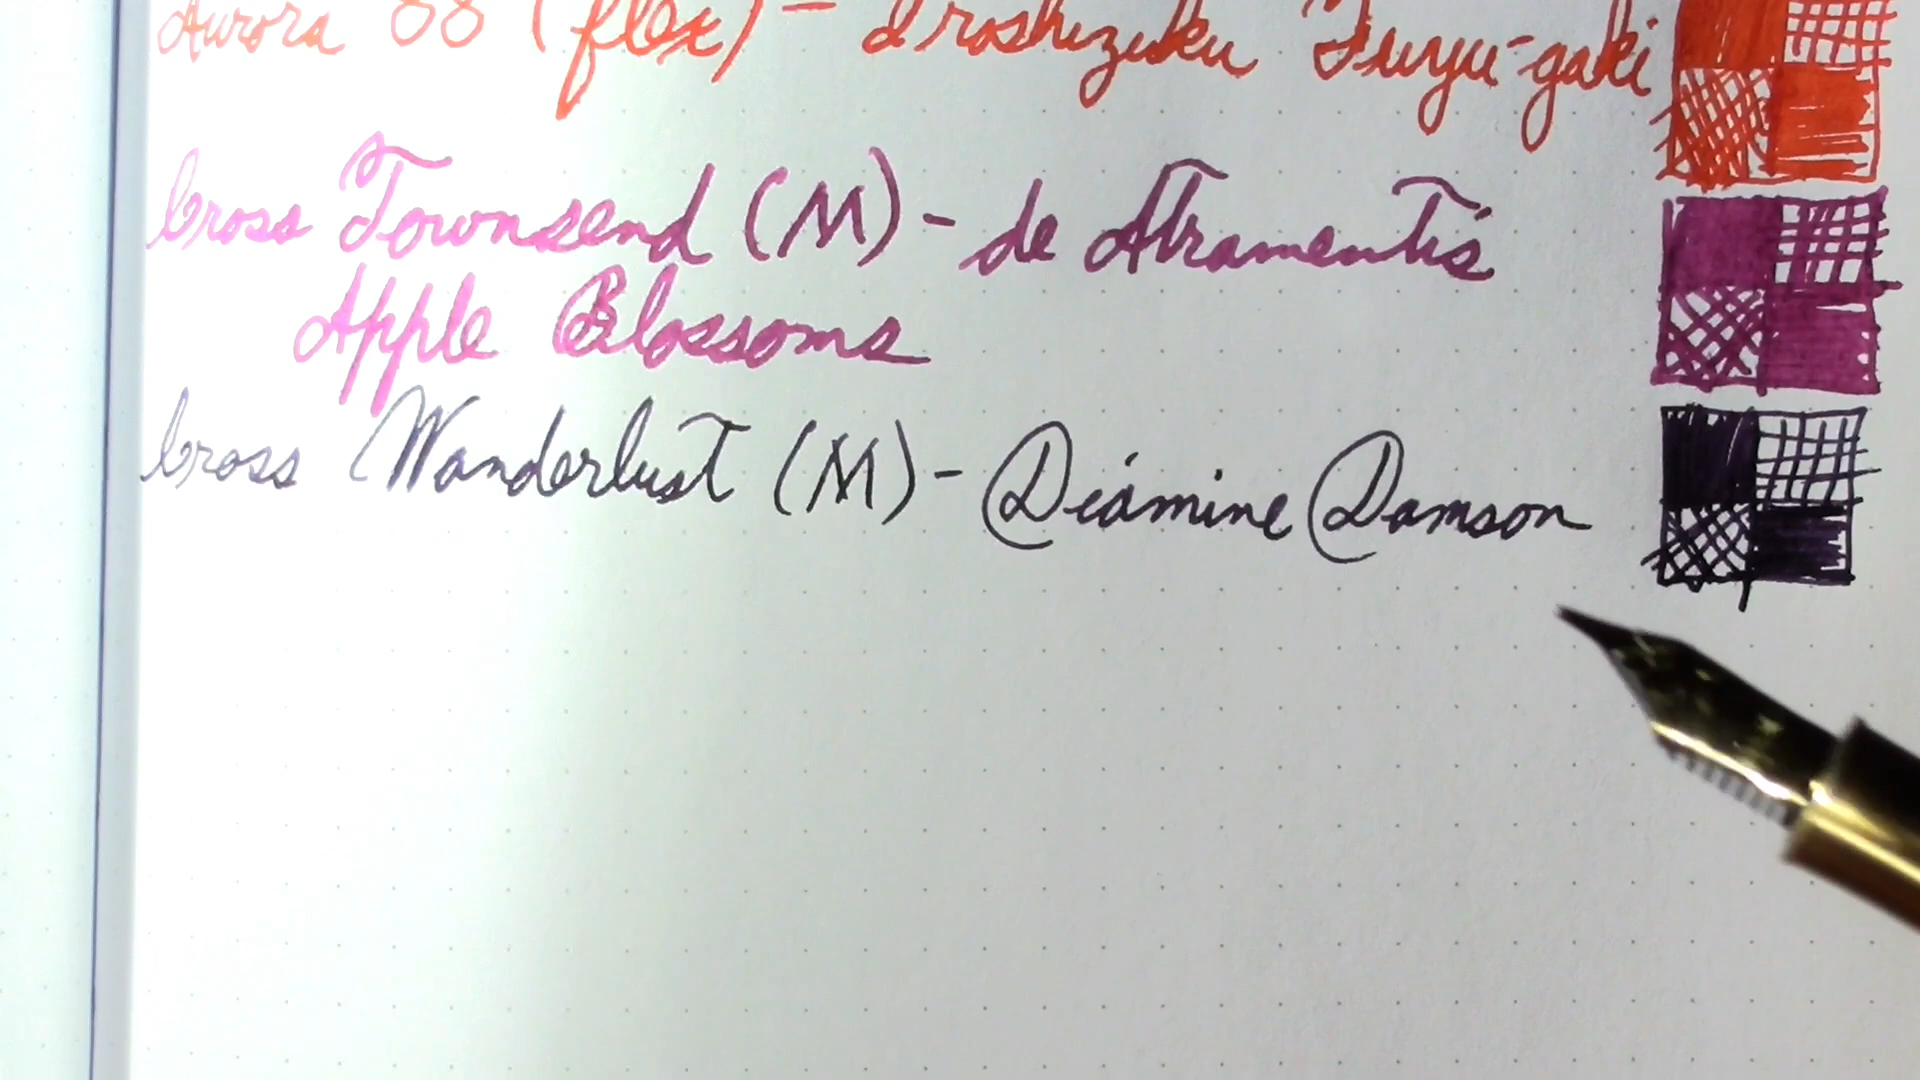 Aurora 88 (flex) - Iroshizuku Fuyu-gaki
Cross Townsend (M) - de Atramentis
Apple Blossoms
Cross Wanderlust (M) - Diamine Damson